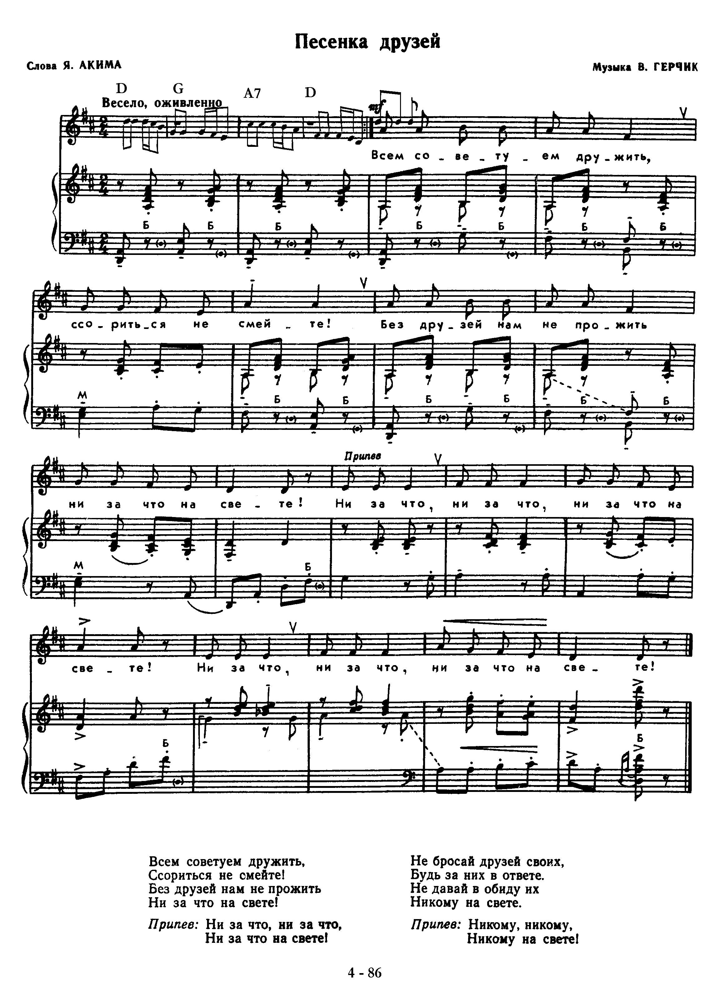 Песенка друзей
Слова Я. АКИМА
Музыка В. ГЕРЧИК
D G A7 D
Весело, оживленно
mf
Всем со - ве - ту - ем дру - жить,
Б Б Б Б Б Б Б
ссо - рить - ся не смей - те! Без дру - зей нам не про - жить
М Б Б Б Б Б Б
Припев
ни за что на све - те! Ни за что, ни за что, ни за что на
М Б
све - те! Ни за что, ни за что, ни за что на све - те!
Б Б
Всем советуем дружить,
Ссориться не смейте!
Без друзей нам не прожить
Ни за что на свете!
Припев: Ни за что, ни за что,
Ни за что на свете!
Не бросай друзей своих,
Будь за них в ответе.
Не давай в обиду их
Никому на свете.
Припев: Никому, никому,
Никому на свете!
4 - 86